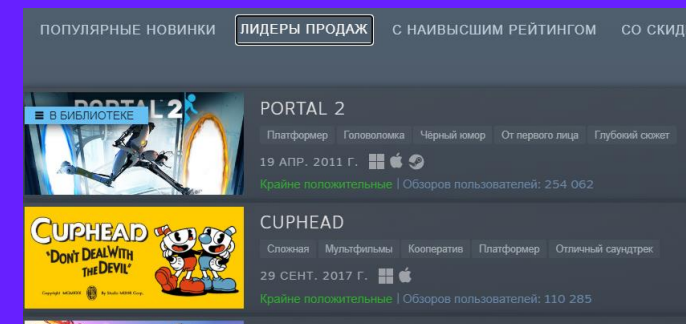 ПОПУЛЯРНЫЕ НОВИНКИ ЛИДЕРЫ ПРОДАЖ С НАИВЫСШИМ РЕЙТИНГОМ СО СКИД
PORTAL 2
В БИБЛИОТЕКЕ
PORTAL 2
Платформер Головоломка Чёрный юмор От первого лица Глубокий сюжет
19 АПР. 2011 Г.
Крайне положительные | Обзоров пользователей: 254 062
CUPHEAD
"DON'T DEAL WITH
THE DEVIL"
CUPHEAD
Сложная Мультфильмы Кооператив Платформер Отличный саундтрек
29 СЕНТ. 2017 Г.
Крайне положительные | Обзоров пользователей: 110 285